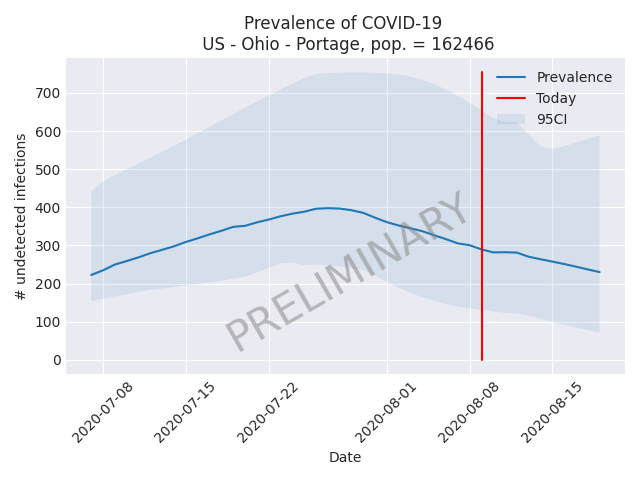 Prevalence of COVID-19
US - Ohio - Portage, pop. = 162466
Prevalence
Today
95CI
700
600
500
400
300
200
100
0
# undetected infections
PRELIMINARY
2020-07-08
2020-07-15
2020-07-22
2020-08-01
2020-08-08
2020-08-15
Date